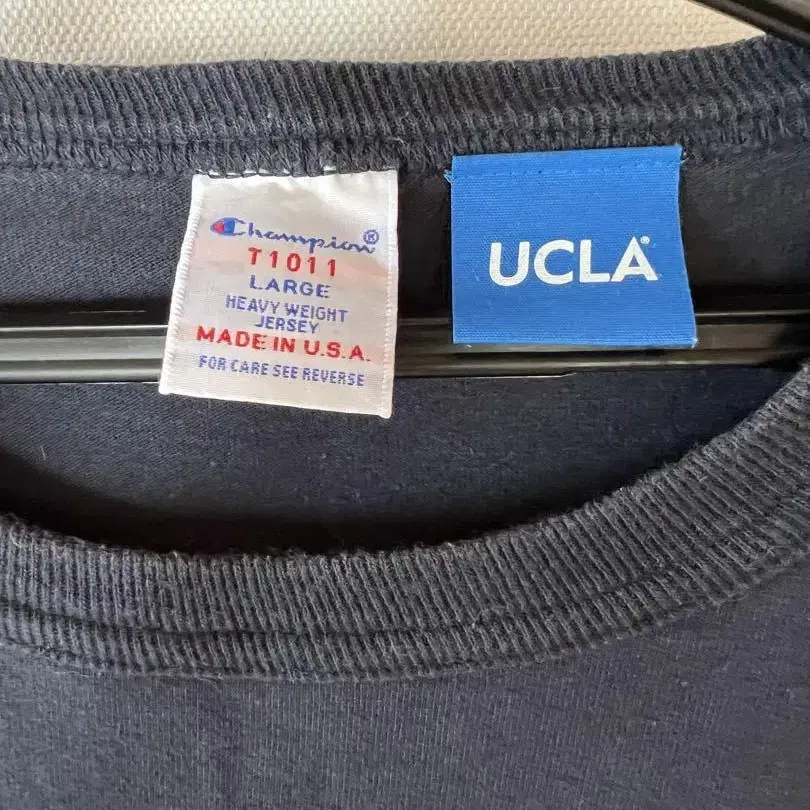 Champion®
T1011
LARGE
HEAVY WEIGHT
JERSEY
MADE IN U.S.A.
FOR CARE SEE REVERSE
UCLA®